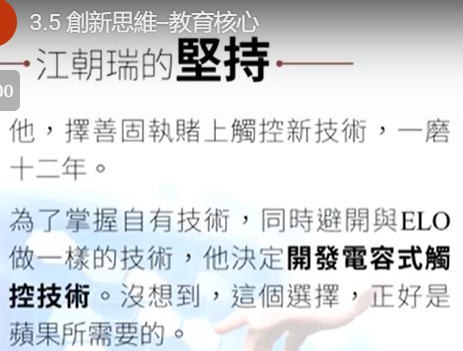 3.5 創新思維–教育核心
江朝瑞的堅持
00
他，擇善固執賭上觸控新技術，一磨
十二年。
為了掌握自有技術，同時避開與ELO
做一樣的技術，他決定開發電容式觸
控技術。沒想到，這個選擇，正好是
蘋果所需要的。